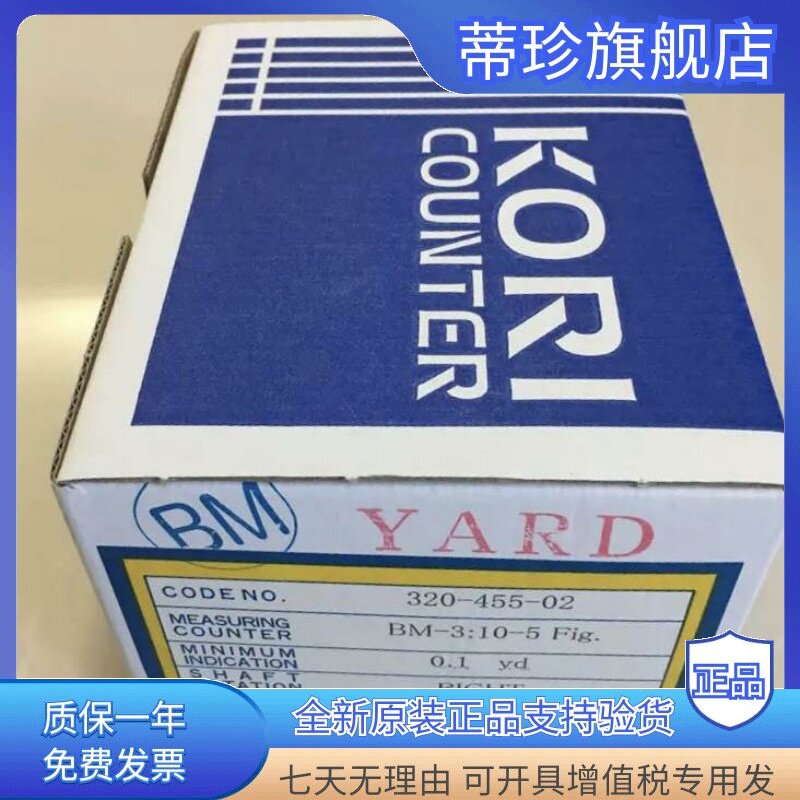 蒂珍旗舰店
KORI
COUNTER
BM
YARD
CODE NO. 320-455-02
MEASURING COUNTER BM-3:10-5 Fig.
MINIMUM INDICATION 0.1 yd
SHAFT RIGHT
正品
质保一年
免费发票
全新原装正品支持验货
七天无理由 可开具增值税专用发